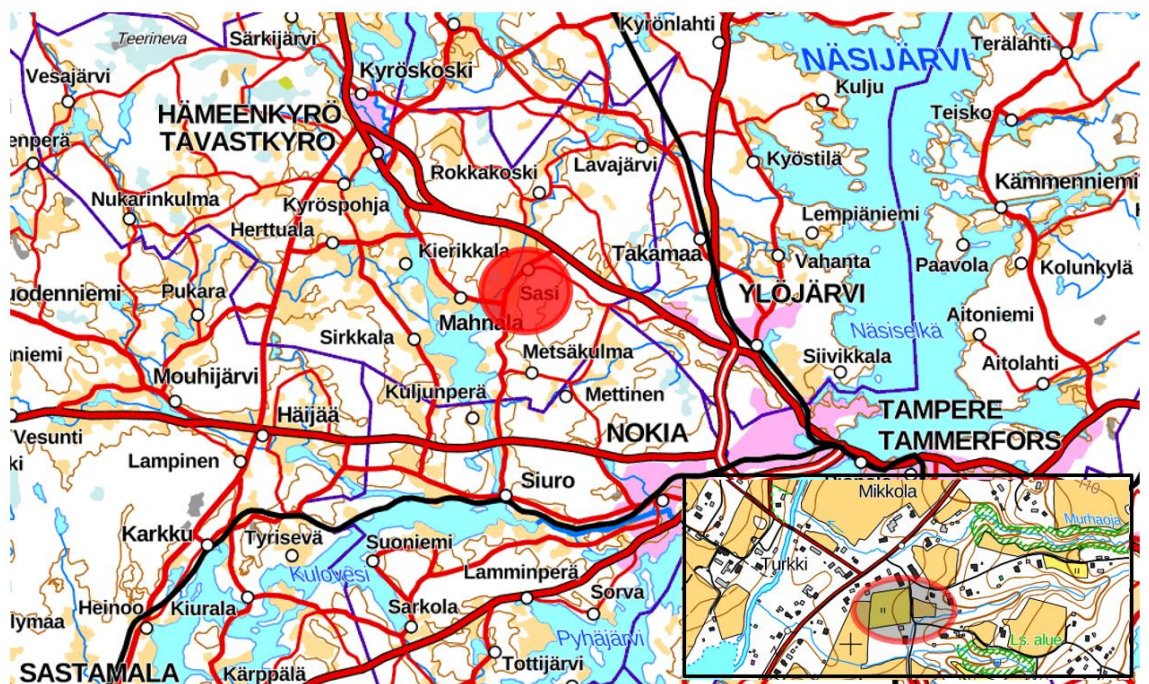 Kyrönlahti
Teerineva
Särkijärvi
Terälahti
NÄSIJÄRVI
Vesajärvi
Kyröskoski
Kulju
HÄMEENKYRÖ
TAVASTKYRÖ
Teisko
enperä
Rokkakoski
Lavajärvi
Kyöstilä
Kämmenniemi
Nukarinkulma
Kyröspohja
Lempiäniemi
Herttuala
Kierikkala
Takamaa
Vahanta
Paavola
Kolunkylä
uodenniemi
Pukara
Sasi
YLÖJÄRVI
Mahnala
Aitoniemi
Sirkkala
Näsiselkä
niemi
Metsäkulma
Siivikkala
Aitolahti
Mouhijärvi
Kuljunperä
Mettinen
Häijää
TAMPERE
TAMMERFORS
Vesunti
NOKIA
ki
Lampinen
Siuro
Mikkola
Murhaoja
Karkku
Tyrisevä
Suoniemi
Turkki
Kulovesi
Lamminperä
Heinoo
Kiurala
Sarkola
Sorva
lymaa
Pyhäjärvi
Ls. alue
SASTAMALA
Kärppälä
Tottijärvi